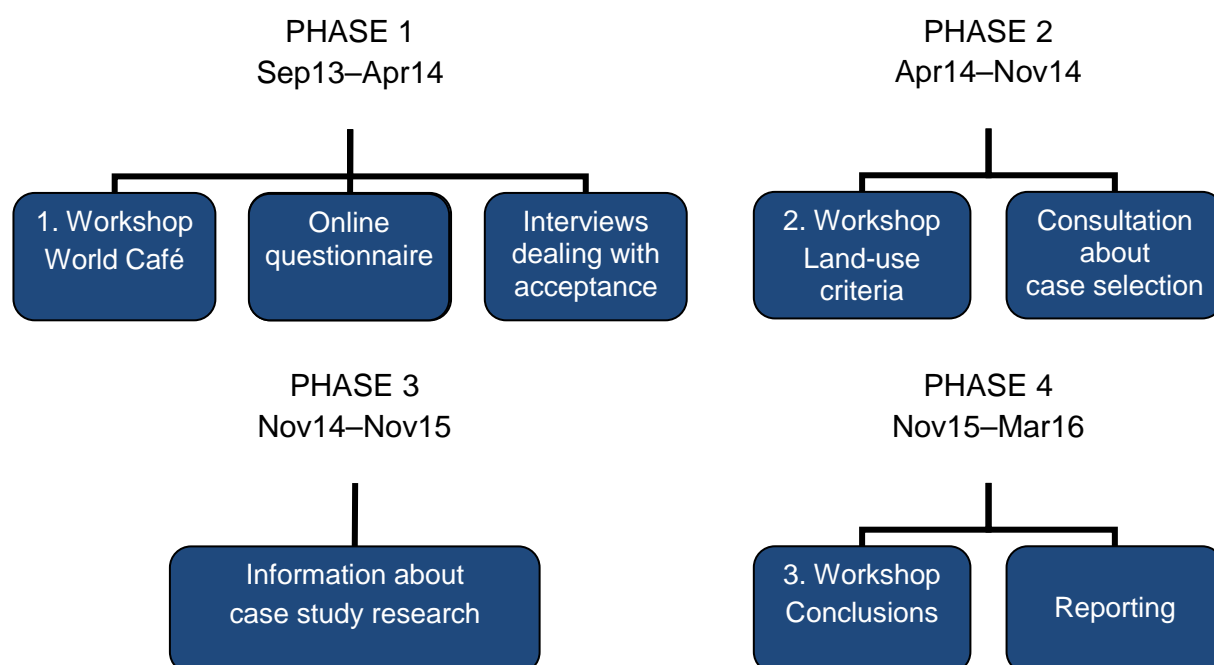 PHASE 1
Sep13–Apr14
1. Workshop
World Café
Online
questionnaire
Interviews
dealing with
acceptance
PHASE 2
Apr14–Nov14
2. Workshop
Land-use
criteria
Consultation
about
case selection
PHASE 3
Nov14–Nov15
Information about
case study research
PHASE 4
Nov15–Mar16
3. Workshop
Conclusions
Reporting